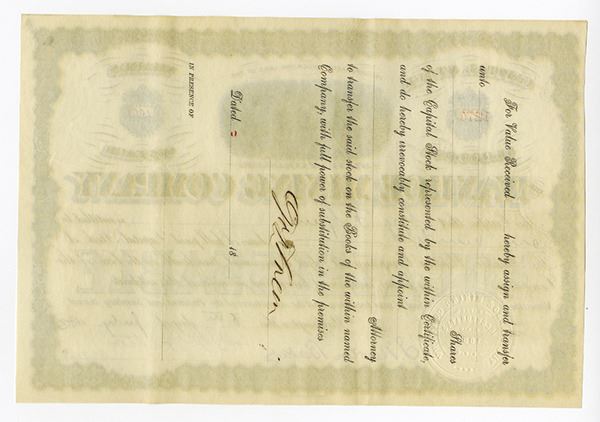 For Value Received hereby assign and transfer
unto
Shares
of the Capital Stock represented by the within Certificate,
and do hereby irrevocably constitute and appoint
Attorney
to transfer the said stock on the Books of the within named
Company, with full power of substitution in the premises
Dated 18
IN PRESENCE OF
MINING COMPANY